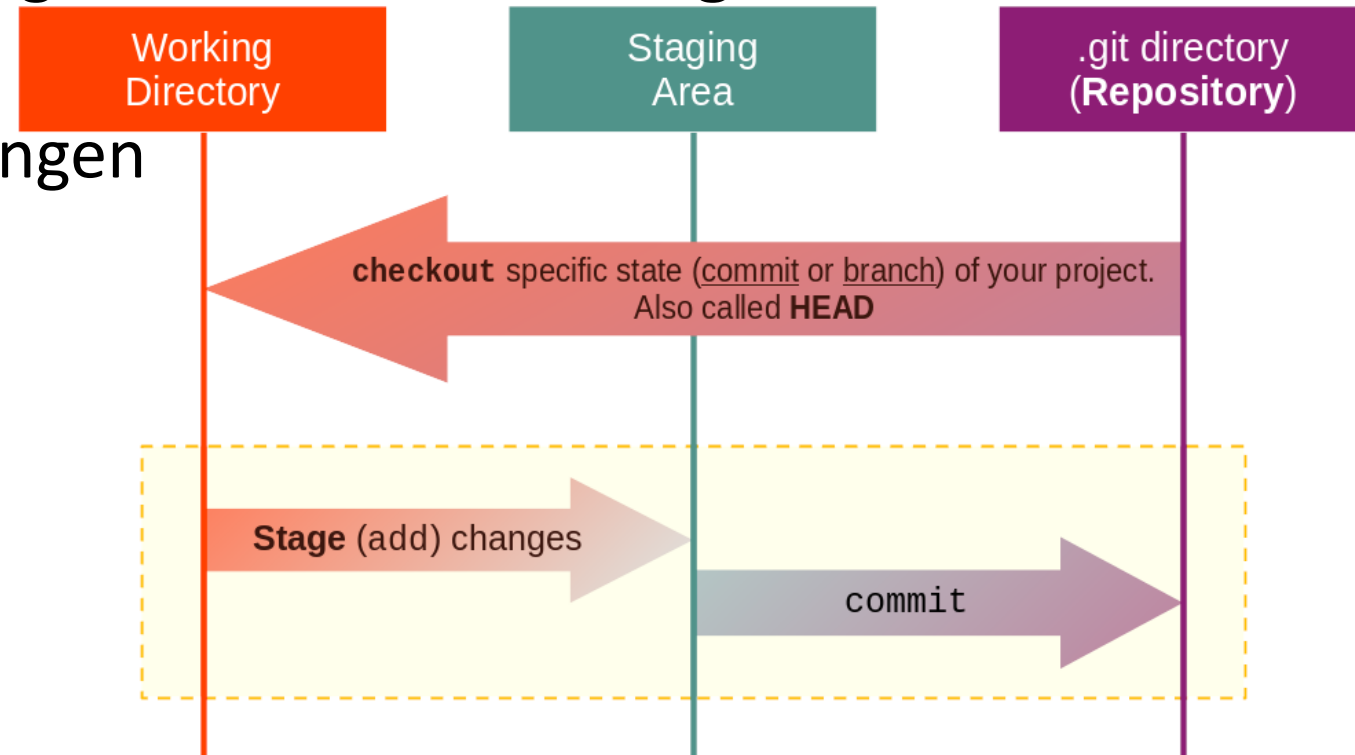 Working
Directory
Staging
Area
.git directory
(Repository)
ngen
checkout specific state (commit or branch) of your project.
Also called HEAD
Stage (add) changes
commit